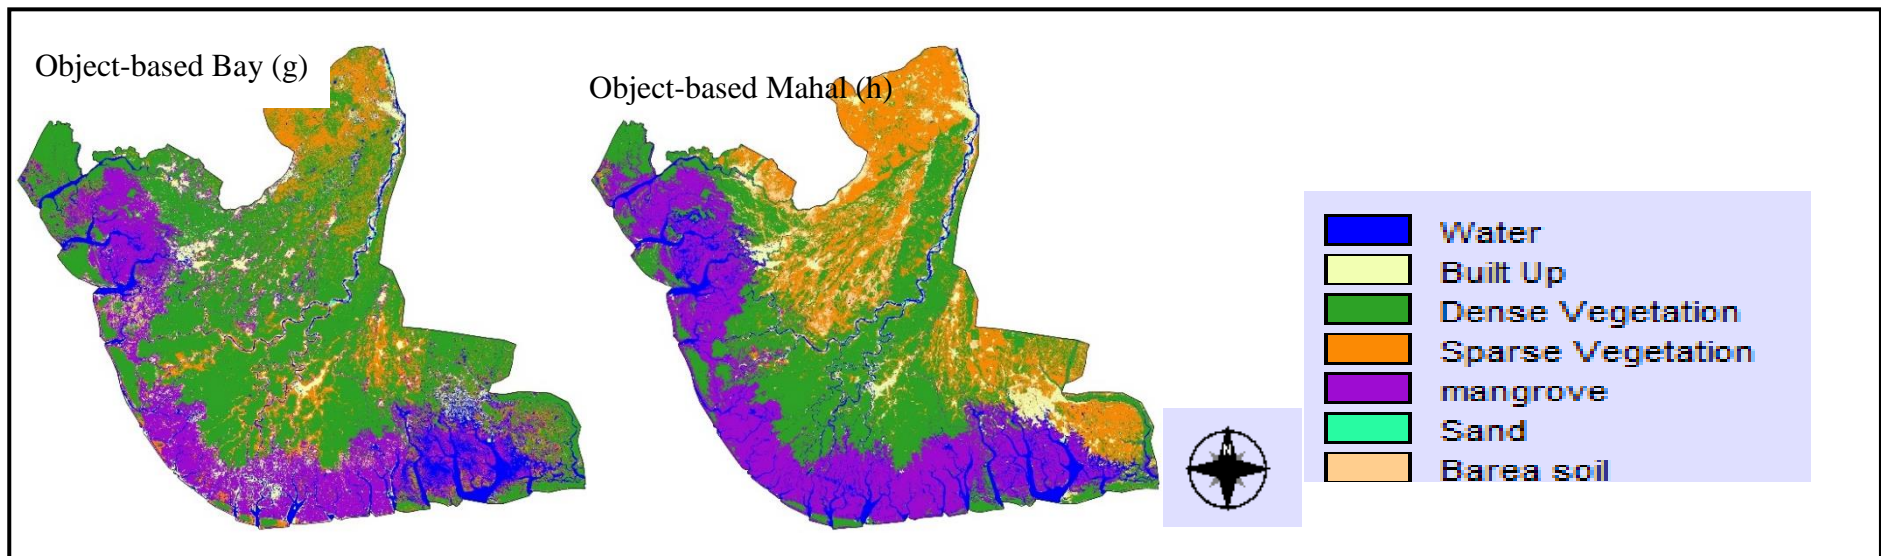 Object-based Bay (g)
Object-based Mahal (h)
N
Water
Built Up
Dense Vegetation
Sparse Vegetation
mangrove
Sand
Barea soil